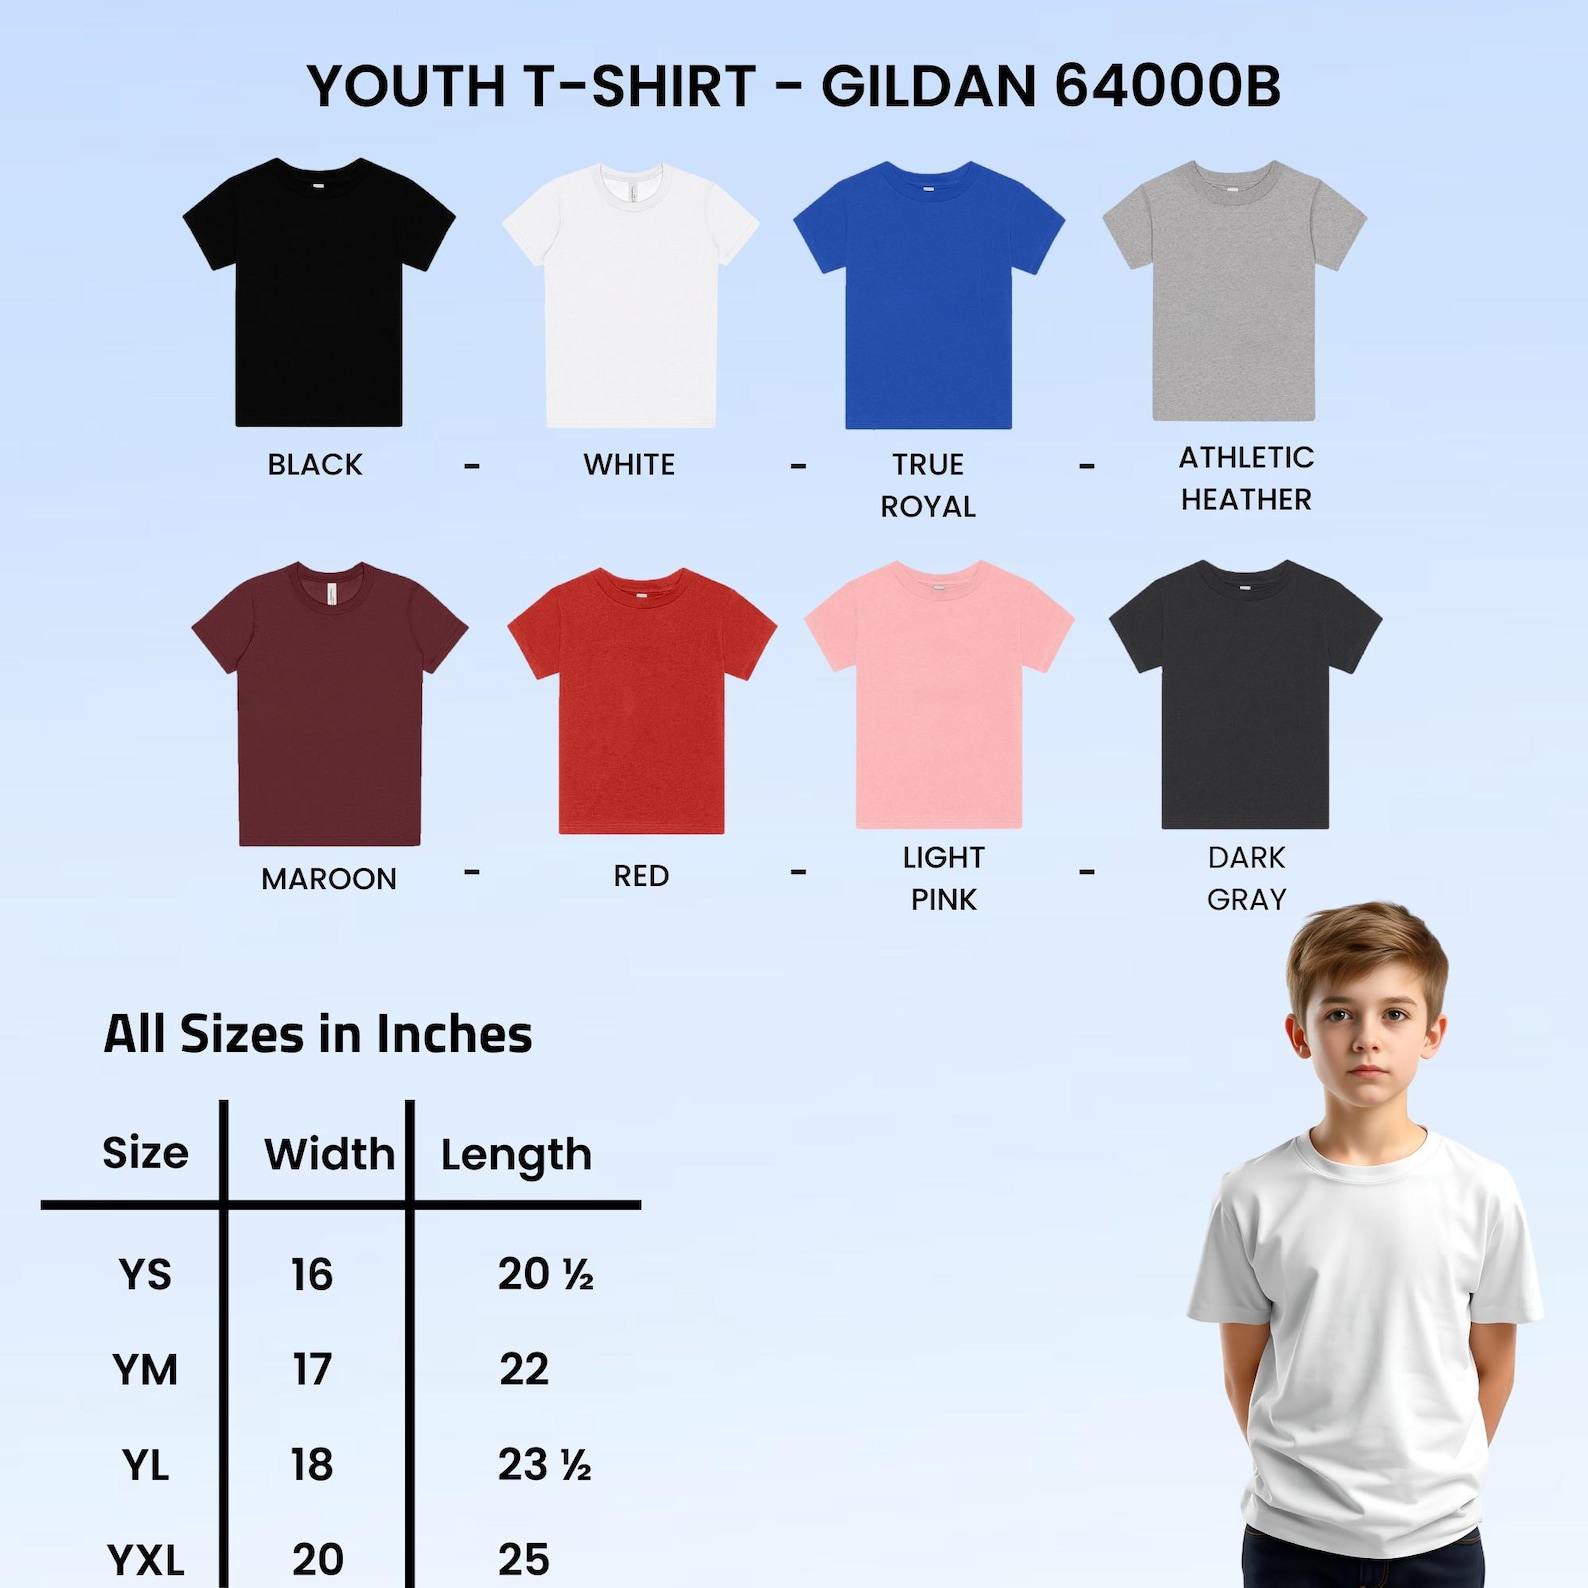 YOUTH T-SHIRT - GILDAN 64000B
BLACK - WHITE - TRUE ROYAL - ATHLETIC HEATHER
MAROON - RED - LIGHT PINK - DARK GRAY
All Sizes in Inches
Size Width Length
YS 16 20 ½
YM 17 22
YL 18 23 ½
YXL 20 25